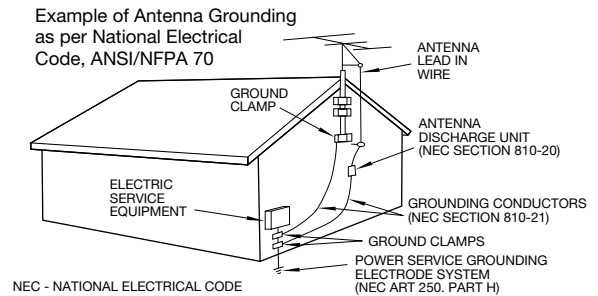 Example of Antenna Grounding
as per National Electrical
Code, ANSI/NFPA 70
ANTENNA
LEAD IN
WIRE
GROUND
CLAMP
ANTENNA
DISCHARGE UNIT
(NEC SECTION 810-20)
ELECTRIC
SERVICE
EQUIPMENT
GROUNDING CONDUCTORS
(NEC SECTION 810-21)
GROUND CLAMPS
POWER SERVICE GROUNDING
ELECTRODE SYSTEM
(NEC ART 250. PART H)
NEC - NATIONAL ELECTRICAL CODE